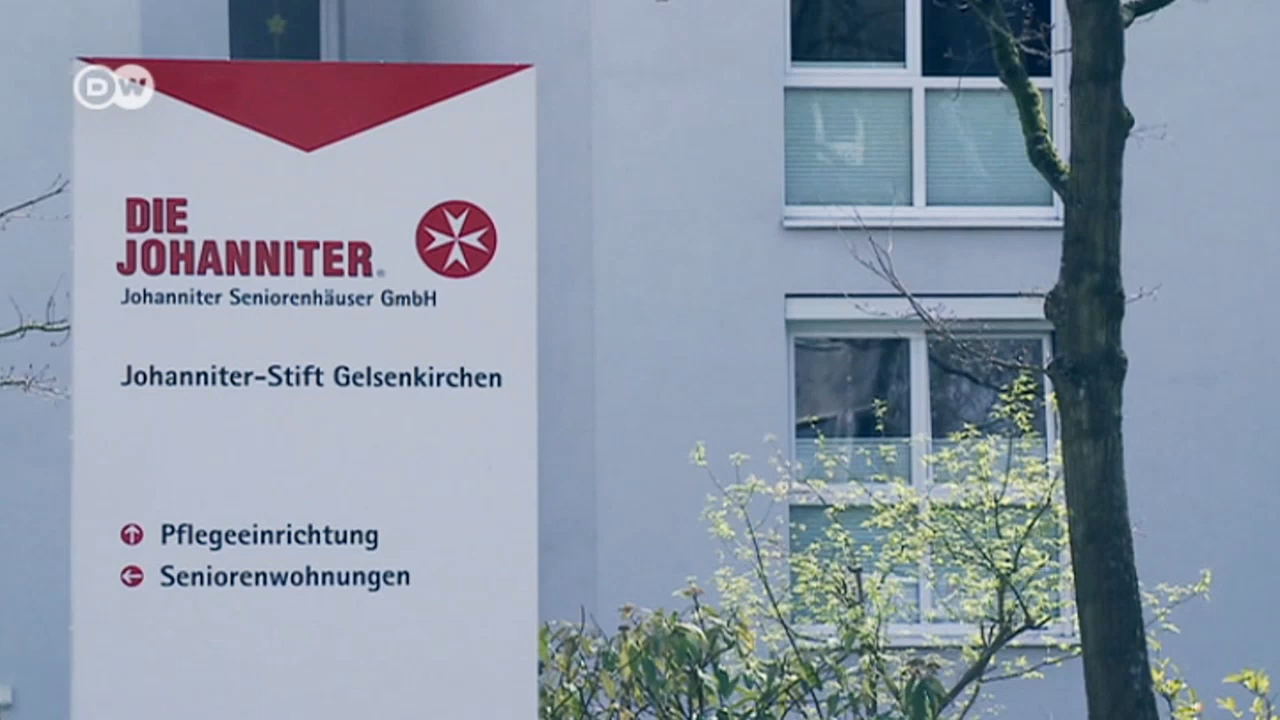 DW
DIE
JOHANNITER®
Johanniter Seniorenhäuser GmbH
Johanniter-Stift Gelsenkirchen
Pflegeeinrichtung
Seniorenwohnungen